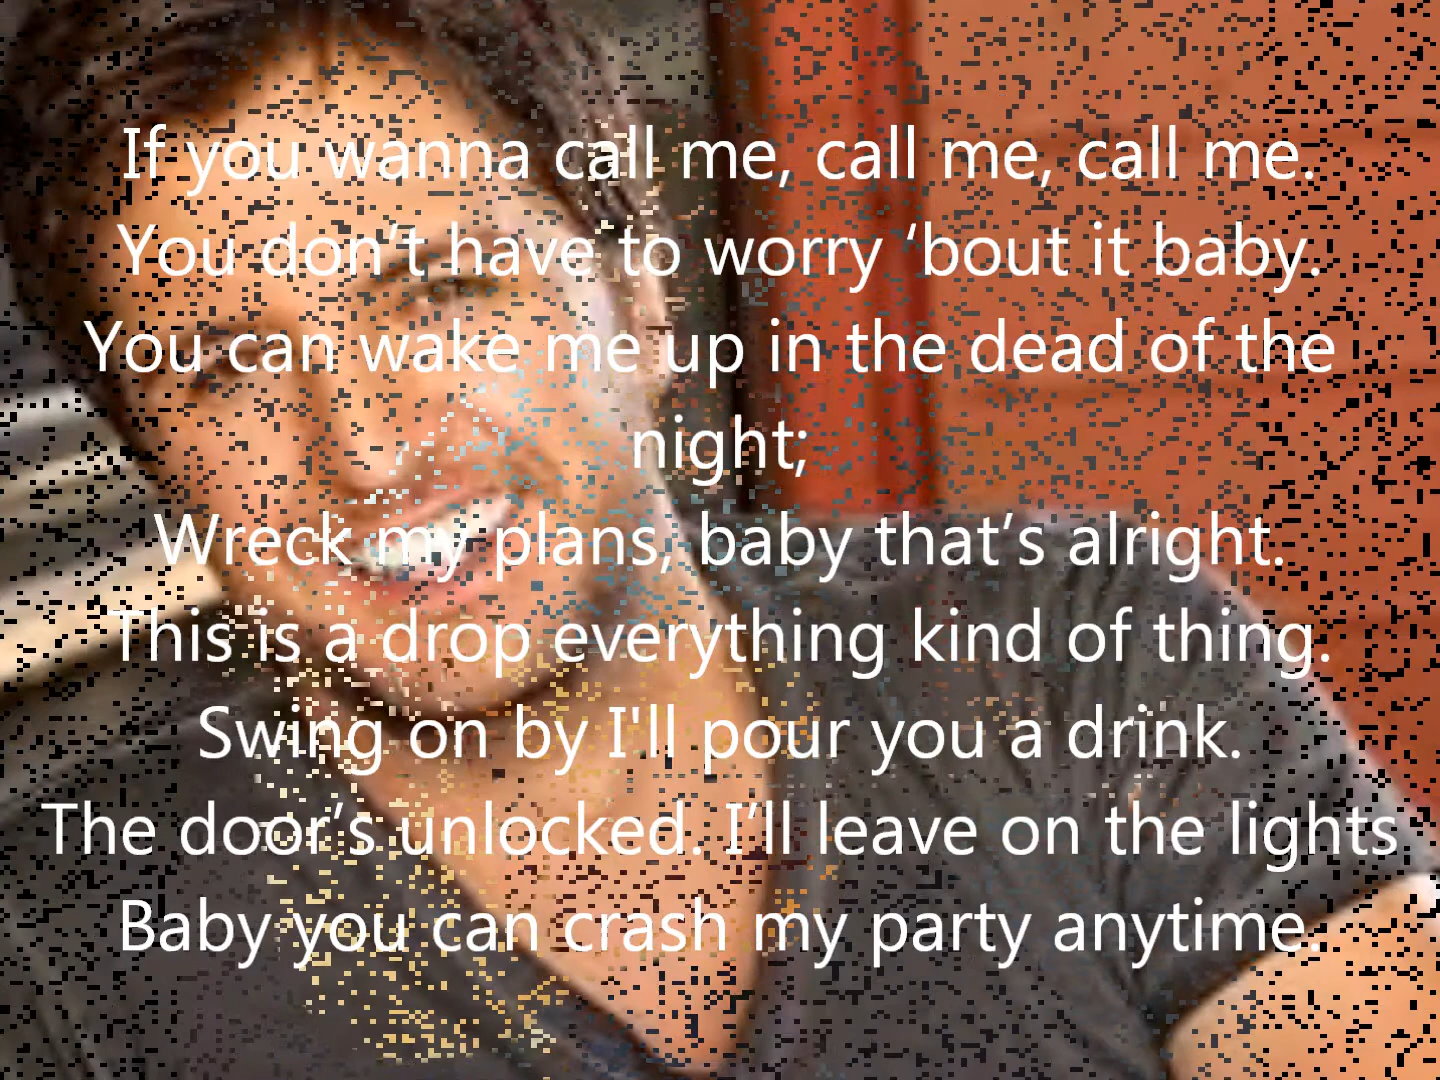 If you wanna call me, call me, call me.
You don’t have to worry ‘bout it baby.
You can wake me up in the dead of the
night;
Wreck my plans, baby that’s alright.
This is a drop everything kind of thing.
Swing on by I'll pour you a drink.
The door’s unlocked. I’ll leave on the lights
Baby you can crash my party anytime.